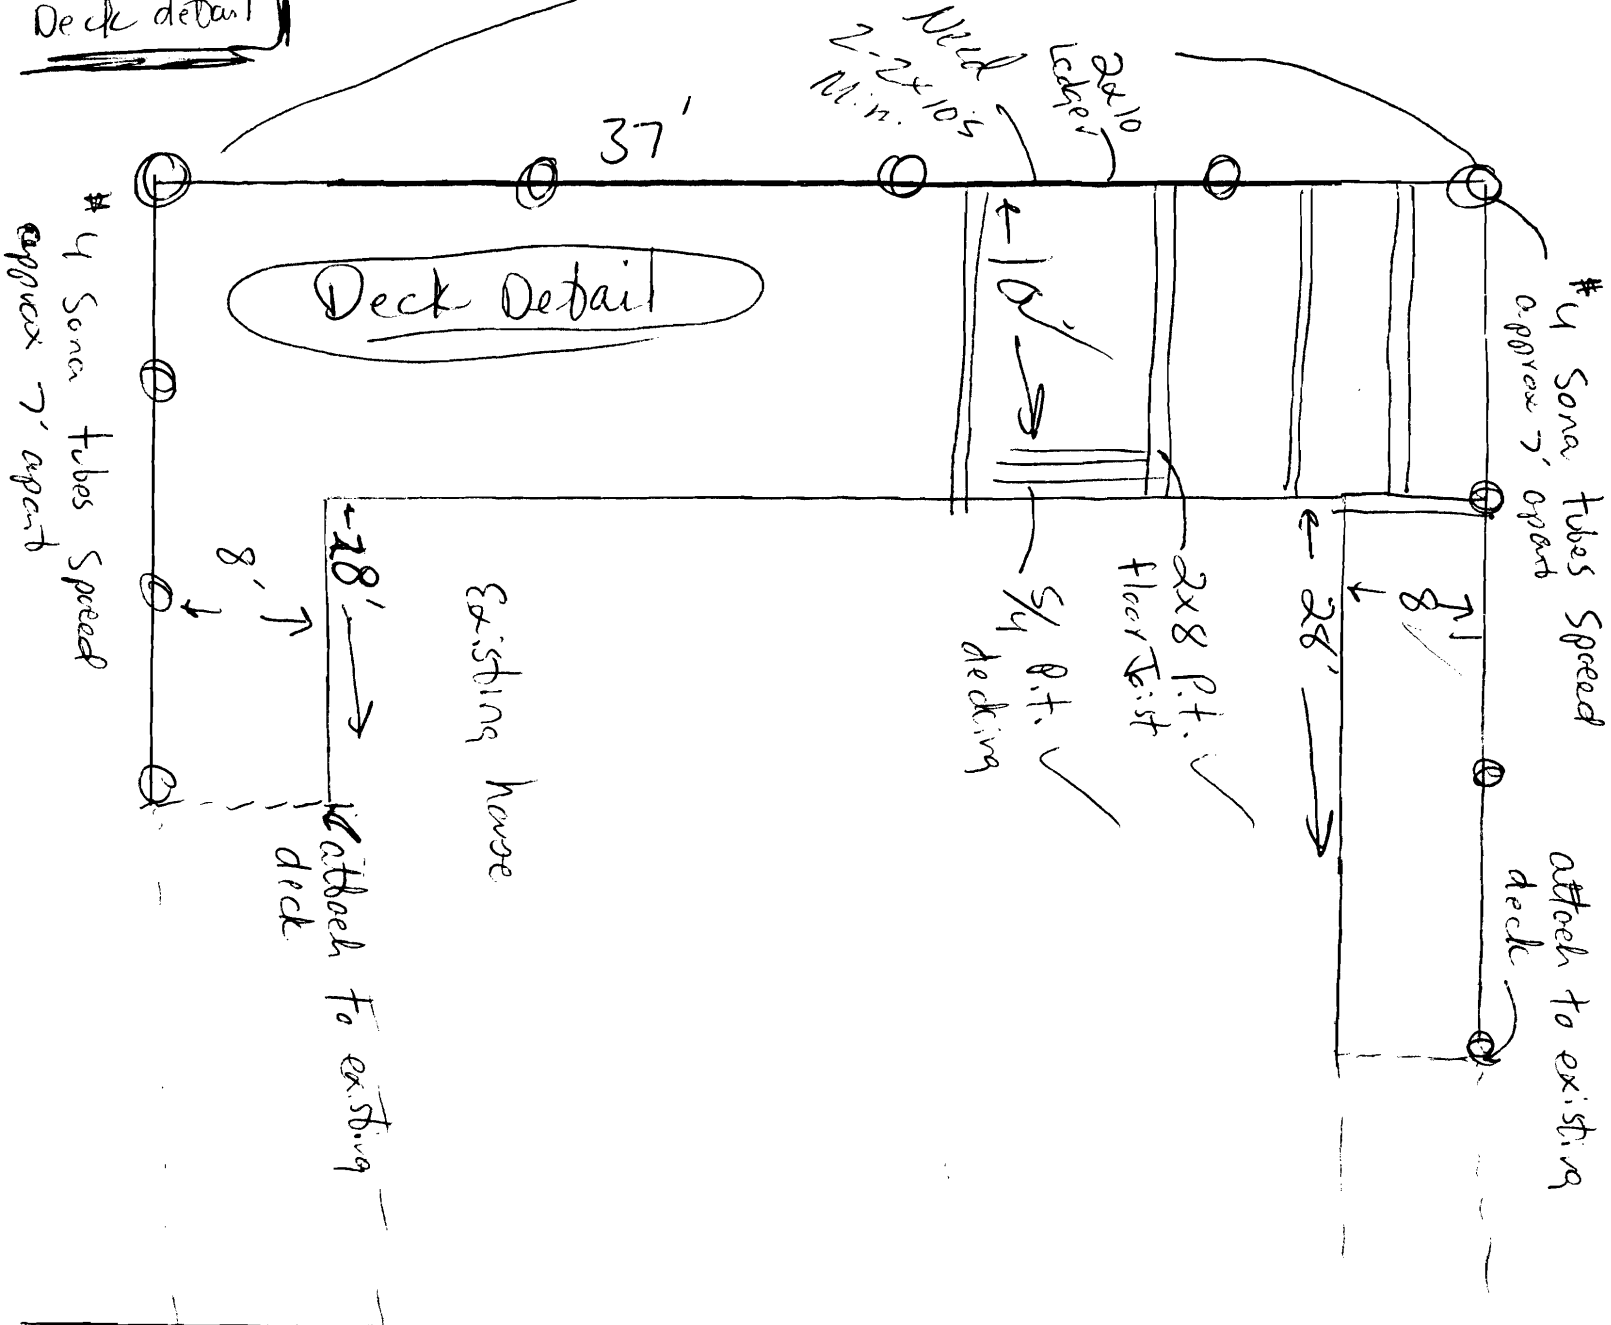 Deck detail
Need
2-2x10's
Min.
2x10
Ledger
37'
Deck Detail
10'
#4 Sona tubes Spaced
approx 7' apart
#4 Sona tubes Spaced
approx 7' apart
8'
28'
Existing house
5/4 P.t.
decking
2x8 P.t.
floor Joist
28'
8'
attach to existing
deck
attach to existing
deck